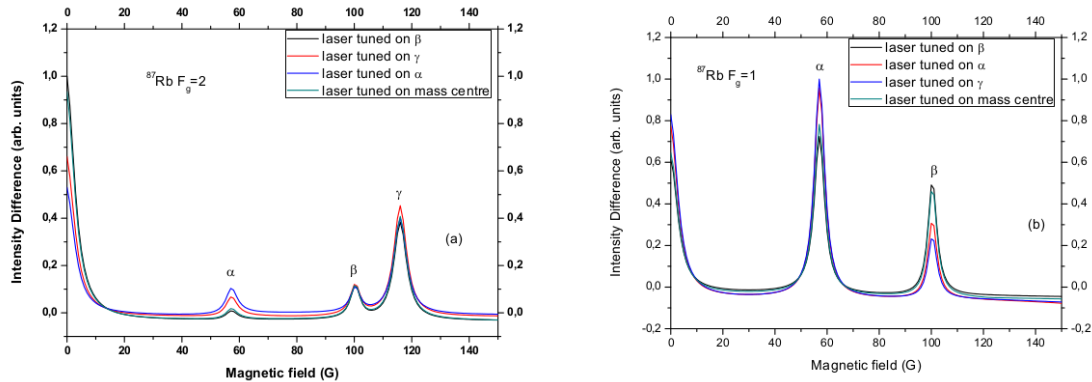 0 20 40 60 80 100 120 140
laser tuned on β
laser tuned on γ
laser tuned on α
laser tuned on mass centre
⁸⁷Rb F_g=2
1,2
1,0
0,8
0,6
0,4
0,2
0,0
1,2
1,0
0,8
0,6
0,4
0,2
0,0
α
β
γ
(a)
Intensity Difference (arb. units)
0 20 40 60 80 100 120 140
Magnetic field (G)
0 20 40 60 80 100 120 140
laser tuned on β
laser tuned on α
laser tuned on γ
laser tuned on mass centre
⁸⁷Rb F_g=1
1,2
1,0
0,8
0,6
0,4
0,2
0,0
-0,2
1,2
1,0
0,8
0,6
0,4
0,2
0,0
-0,2
α
β
(b)
Intensity Difference (arb. units)
0 20 40 60 80 100 120 140
Magnetic field (G)